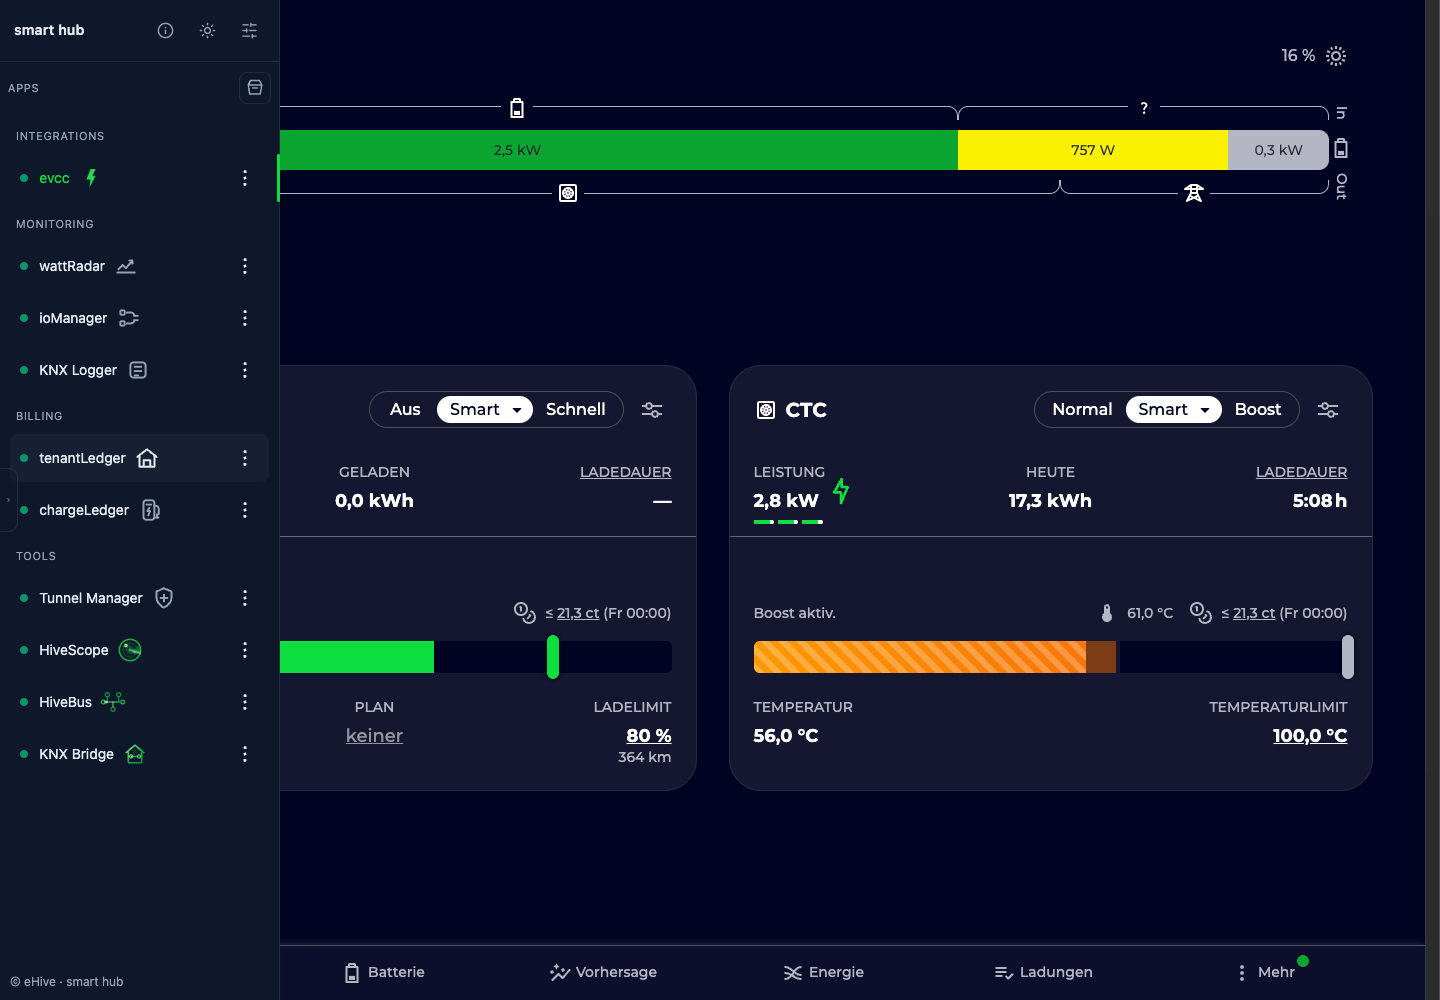 smart hub
APPS
INTEGRATIONS
evcc
MONITORING
wattRadar
ioManager
KNX Logger
BILLING
tenantLedger
chargeLedger
TOOLS
Tunnel Manager
HiveScope
HiveBus
KNX Bridge
© eHive · smart hub
16 %
?
In
2,5 kW
757 W
0,3 kW
Out
Aus
Smart
Schnell
GELADEN
LADEDAUER
0,0 kWh
—
≤ 21,3 ct (Fr 00:00)
PLAN
LADELIMIT
keiner
80 %
364 km
CTC
Normal
Smart
Boost
LEISTUNG
HEUTE
LADEDAUER
2,8 kW
17,3 kWh
5:08 h
Boost aktiv.
61,0 °C
≤ 21,3 ct (Fr 00:00)
TEMPERATUR
TEMPERATURLIMIT
56,0 °C
100,0 °C
Batterie
Vorhersage
Energie
Ladungen
Mehr